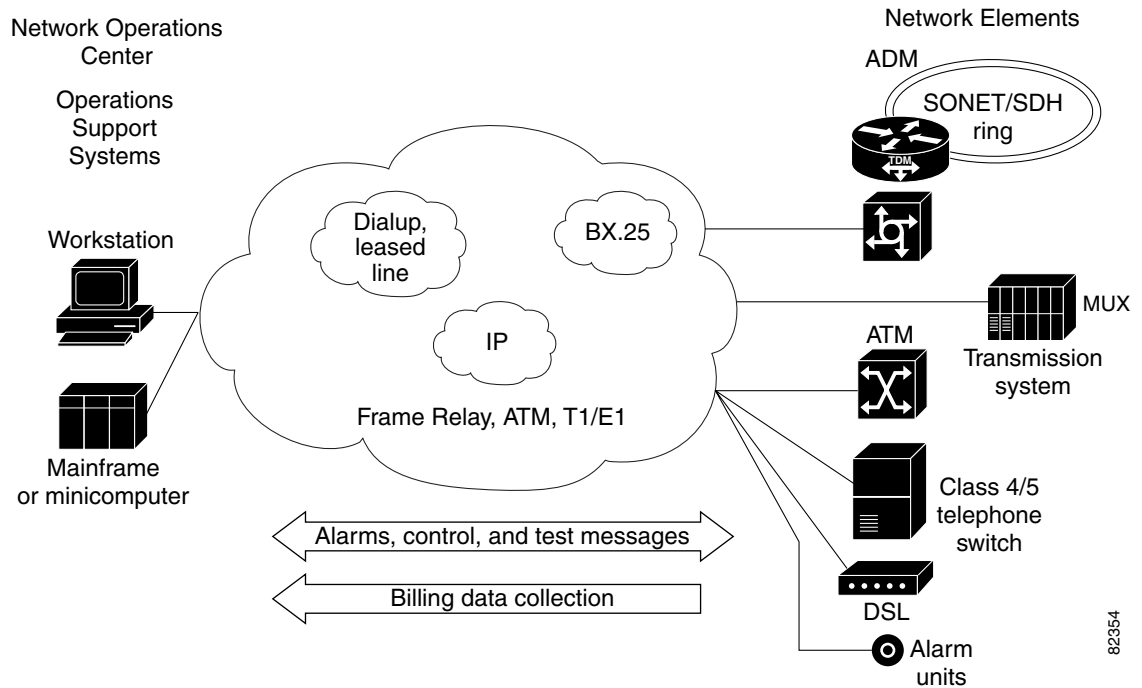 Network Operations
Center
Operations
Support
Systems
Workstation
Mainframe
or minicomputer
Dialup,
leased
line
BX.25
IP
Frame Relay, ATM, T1/E1
Alarms, control, and test messages
Billing data collection
Network Elements
ADM
SONET/SDH
ring
TDM
MUX
Transmission
system
ATM
Class 4/5
telephone
switch
DSL
Alarm
units
82354